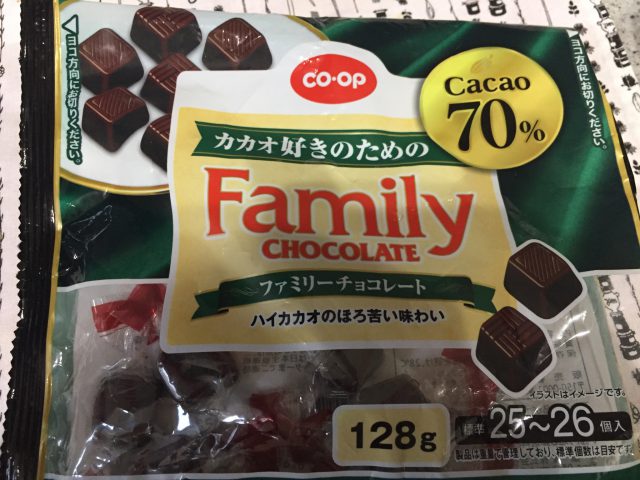 ▷ヨコ方向にお切りください。
CO・OP
Cacao
70%
▷ヨコ方向にお切りください。
カカオ好きのための
Family
CHOCOLATE
ファミリーチョコレート
ハイカカオのほろ苦い味わい
イラストはイメージです。
128g
標準 25～26 個入
製品は重量で管理しており、標準個数は目安です。